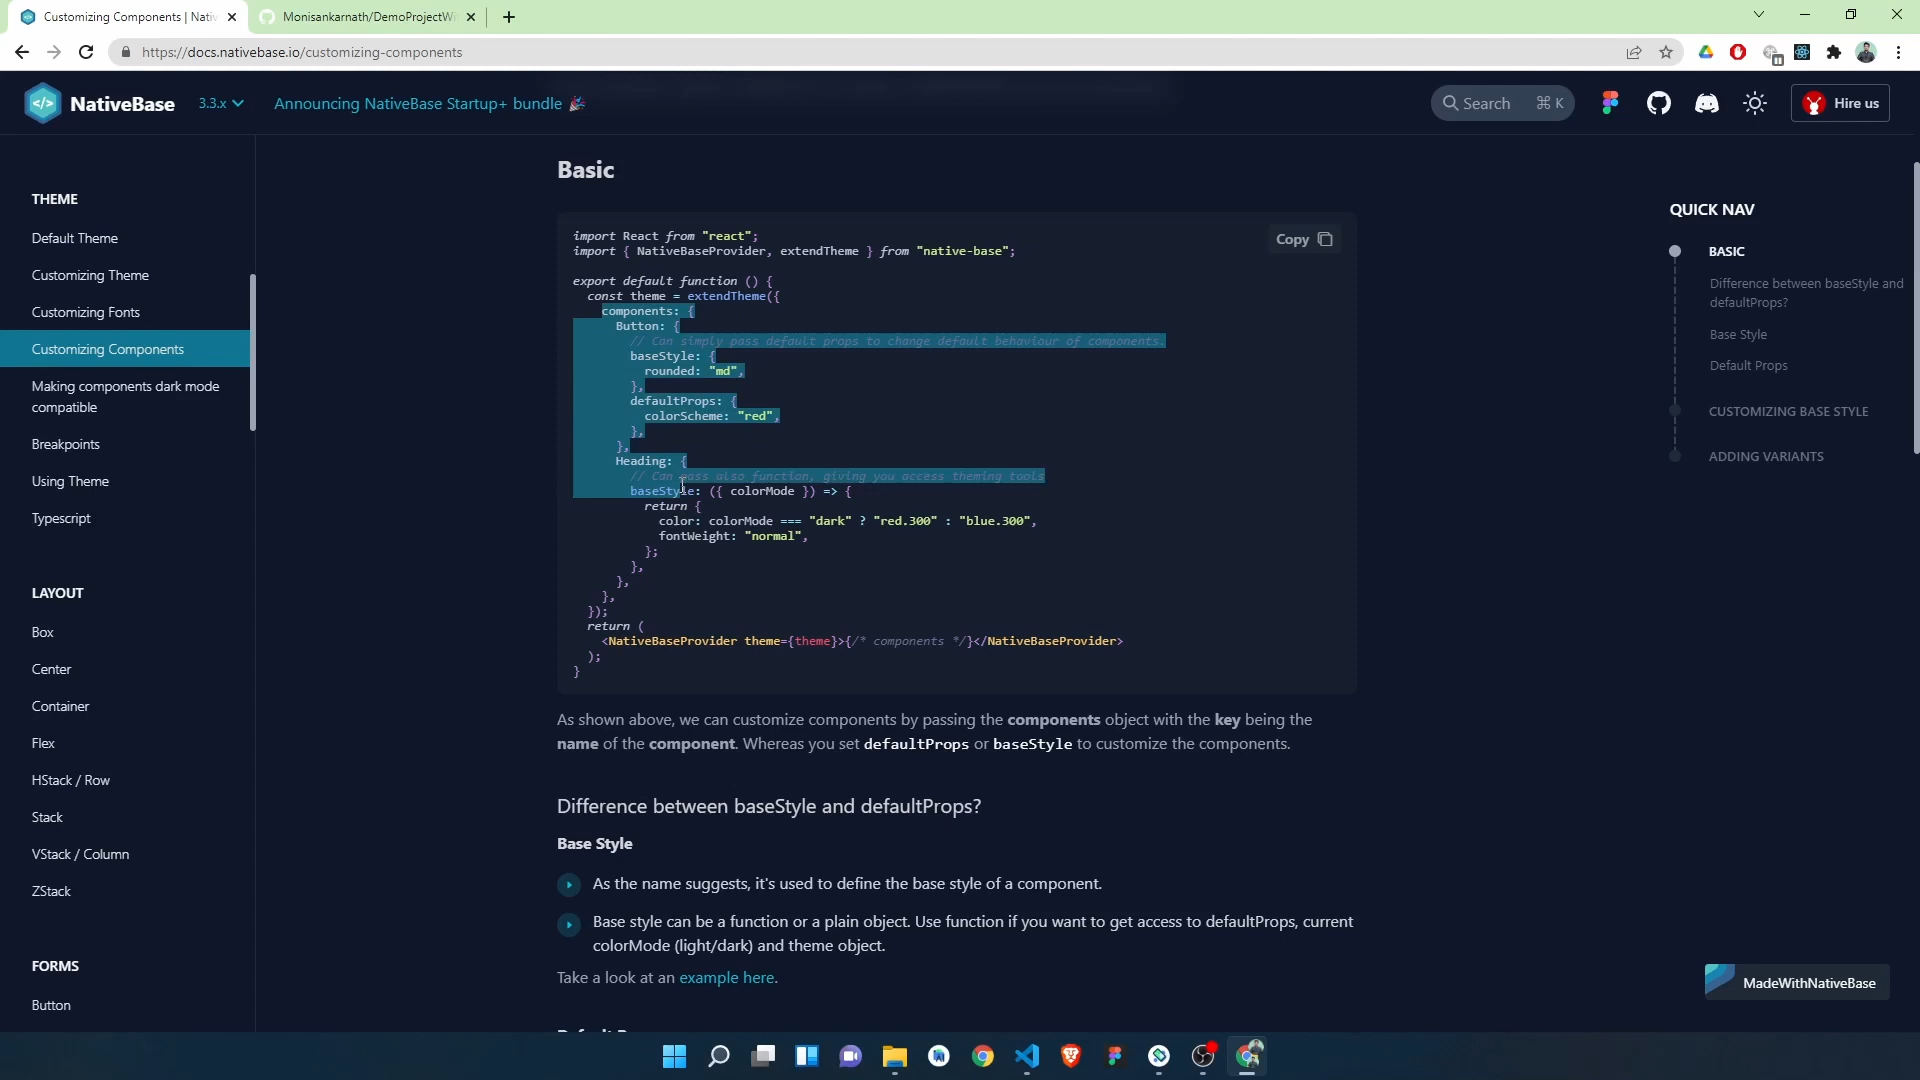 Customizing Components | Nativ
Monisankarnath/DemoProjectWi
https://docs.nativebase.io/customizing-components
NativeBase
3.3.x
Announcing NativeBase Startup+ bundle 🎉
Search ⌘ K
Hire us
THEME
Default Theme
Customizing Theme
Customizing Fonts
Customizing Components
Making components dark mode
compatible
Breakpoints
Using Theme
Typescript
LAYOUT
Box
Center
Container
Flex
HStack / Row
Stack
VStack / Column
ZStack
FORMS
Button
Basic
Copy
import React from "react";
import { NativeBaseProvider, extendTheme } from "native-base";
export default function () {
const theme = extendTheme({
components: {
Button: {
// Can simply pass default props to change default behaviour of components.
baseStyle: {
rounded: "md",
},
defaultProps: {
colorScheme: "red",
},
},
Heading: {
// Can pass also function, giving you access theming tools
baseStyle: ({ colorMode }) => {
return {
color: colorMode === "dark" ? "red.300" : "blue.300",
fontWeight: "normal",
};
},
},
},
});
return (
<NativeBaseProvider theme={theme}>{/* components */}</NativeBaseProvider>
);
}
As shown above, we can customize components by passing the components object with the key being the
name of the component. Whereas you set defaultProps or baseStyle to customize the components.
Difference between baseStyle and defaultProps?
Base Style
As the name suggests, it's used to define the base style of a component.
Base style can be a function or a plain object. Use function if you want to get access to defaultProps, current
colorMode (light/dark) and theme object.
Take a look at an example here.
QUICK NAV
BASIC
Difference between baseStyle and
defaultProps?
Base Style
Default Props
CUSTOMIZING BASE STYLE
ADDING VARIANTS
MadeWithNativeBase